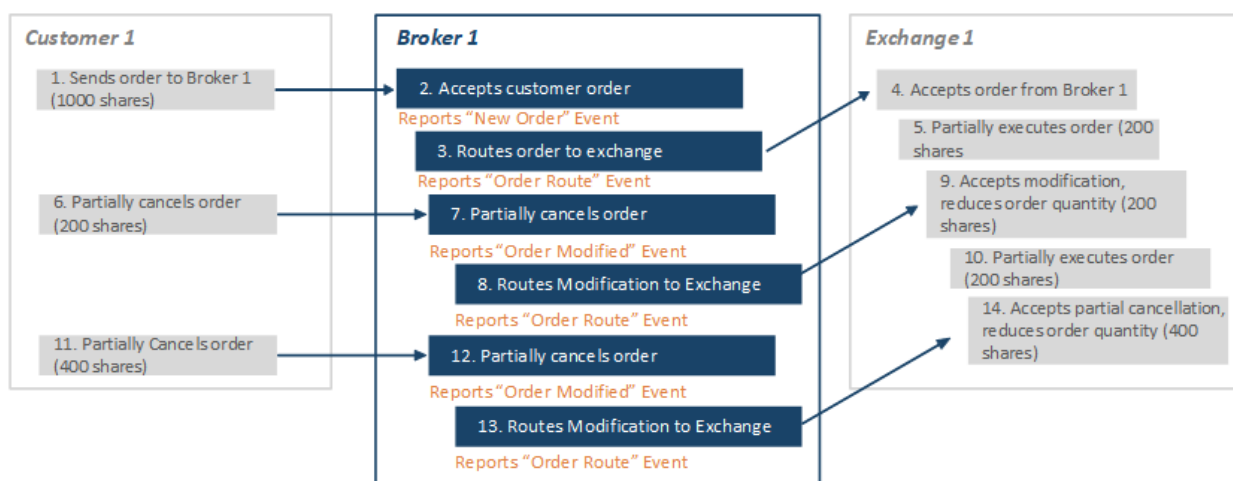 Customer 1
1. Sends order to Broker 1
(1000 shares)
6. Partially cancels order
(200 shares)
11. Partially Cancels order
(400 shares)
Broker 1
2. Accepts customer order
Reports “New Order” Event
3. Routes order to exchange
Reports “Order Route” Event
7. Partially cancels order
Reports “Order Modified” Event
8. Routes Modification to Exchange
Reports “Order Route” Event
12. Partially cancels order
Reports “Order Modified” Event
13. Routes Modification to Exchange
Reports “Order Route” Event
Exchange 1
4. Accepts order from Broker 1
5. Partially executes order (200
shares
9. Accepts modification,
reduces order quantity (200
shares)
10. Partially executes order
(200 shares)
14. Accepts partial cancellation,
reduces order quantity (400
shares)